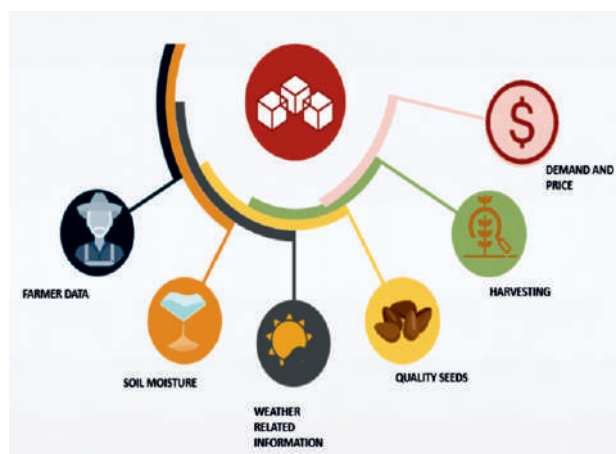 DEMAND AND
PRICE
FARMER DATA
HARVESTING
SOIL MOISTURE
QUALITY SEEDS
WEATHER
RELATED
INFORMATION
$